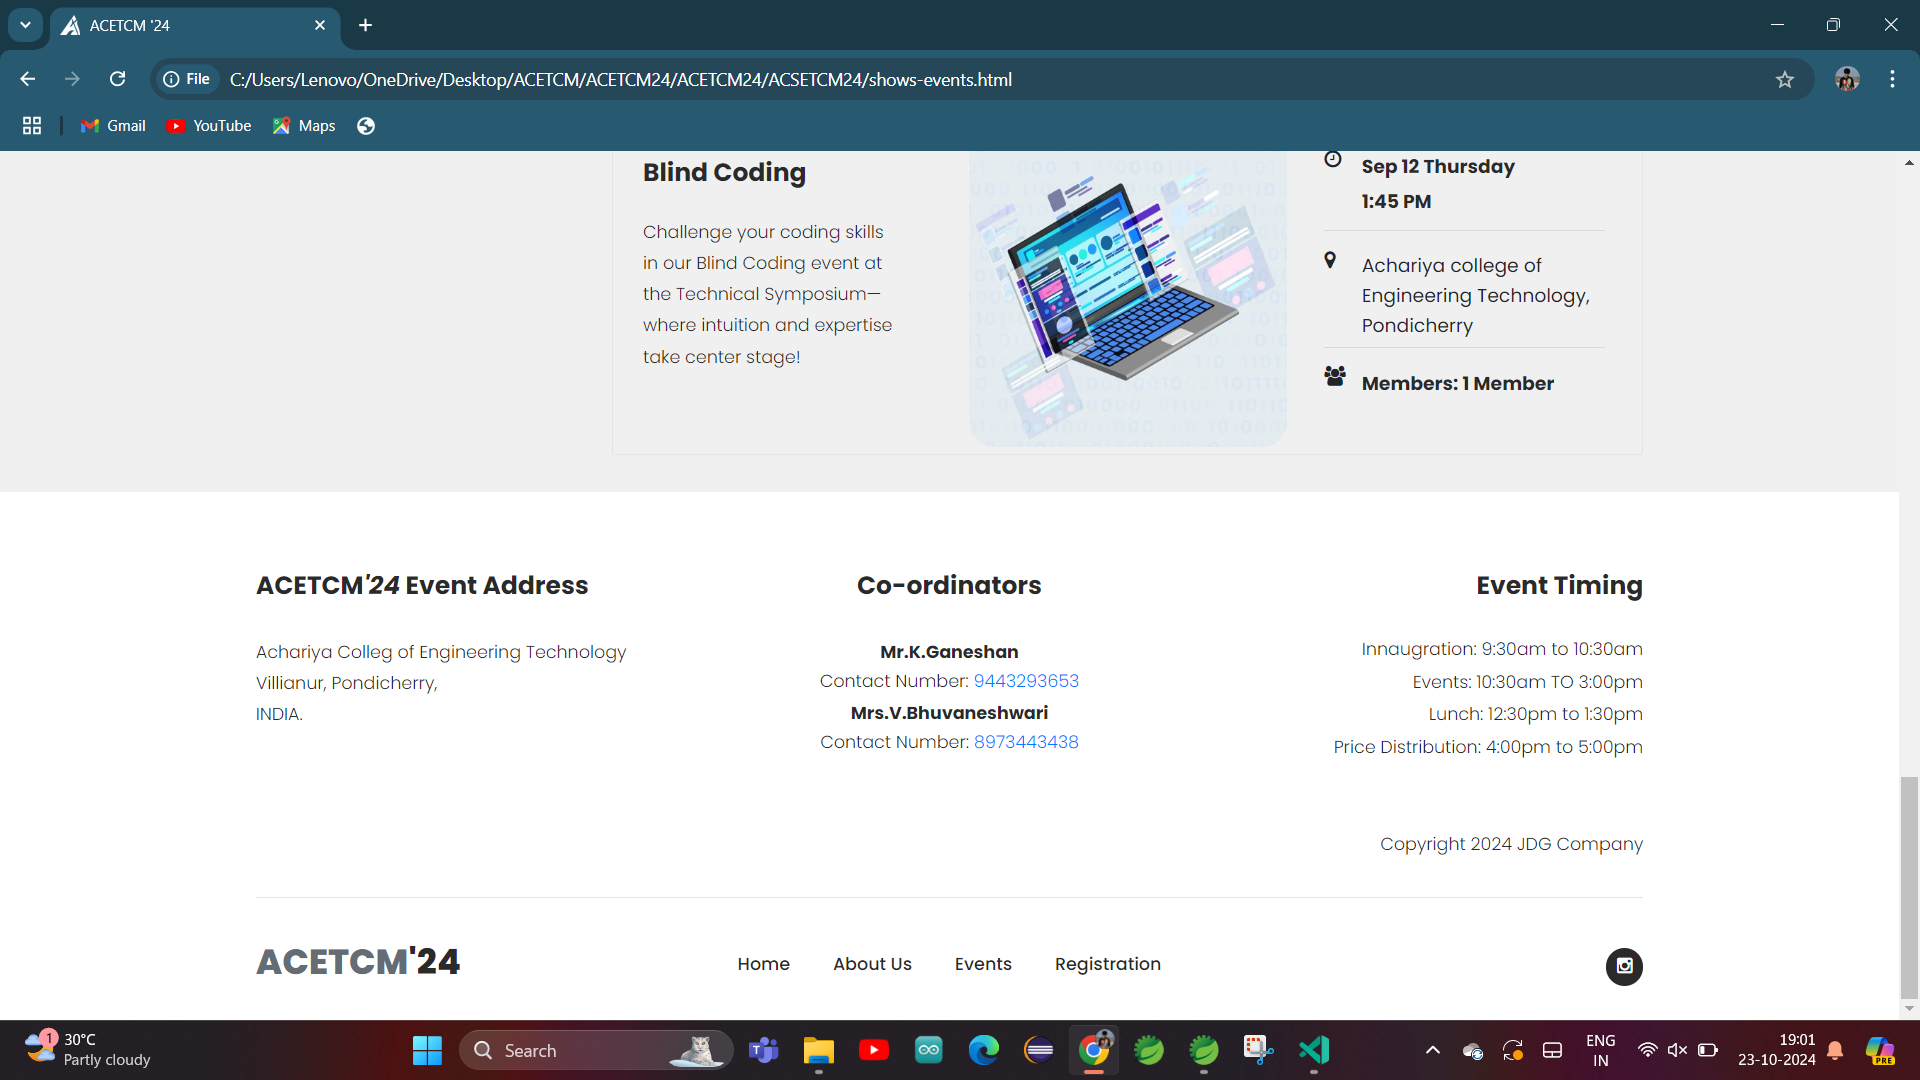 ACETCM '24
File
C:/Users/Lenovo/OneDrive/Desktop/ACETCM/ACETCM24/ACETCM24/ACSETCM24/shows-events.html
Gmail
YouTube
Maps
Blind Coding
Challenge your coding skills
in our Blind Coding event at
the Technical Symposium—
where intuition and expertise
take center stage!
Sep 12 Thursday
1:45 PM
Achariya college of
Engineering Technology,
Pondicherry
Members: 1 Member
ACETCM'24 Event Address
Achariya Colleg of Engineering Technology
Villianur, Pondicherry,
INDIA.
Co-ordinators
Mr.K.Ganeshan
Contact Number: 9443293653
Mrs.V.Bhuvaneshwari
Contact Number: 8973443438
Event Timing
Innaugration: 9:30am to 10:30am
Events: 10:30am TO 3:00pm
Lunch: 12:30pm to 1:30pm
Price Distribution: 4:00pm to 5:00pm
Copyright 2024 JDG Company
ACETCM'24
Home
About Us
Events
Registration
1
30°C
Partly cloudy
Search
ENG
IN
19:01
23-10-2024
PRE